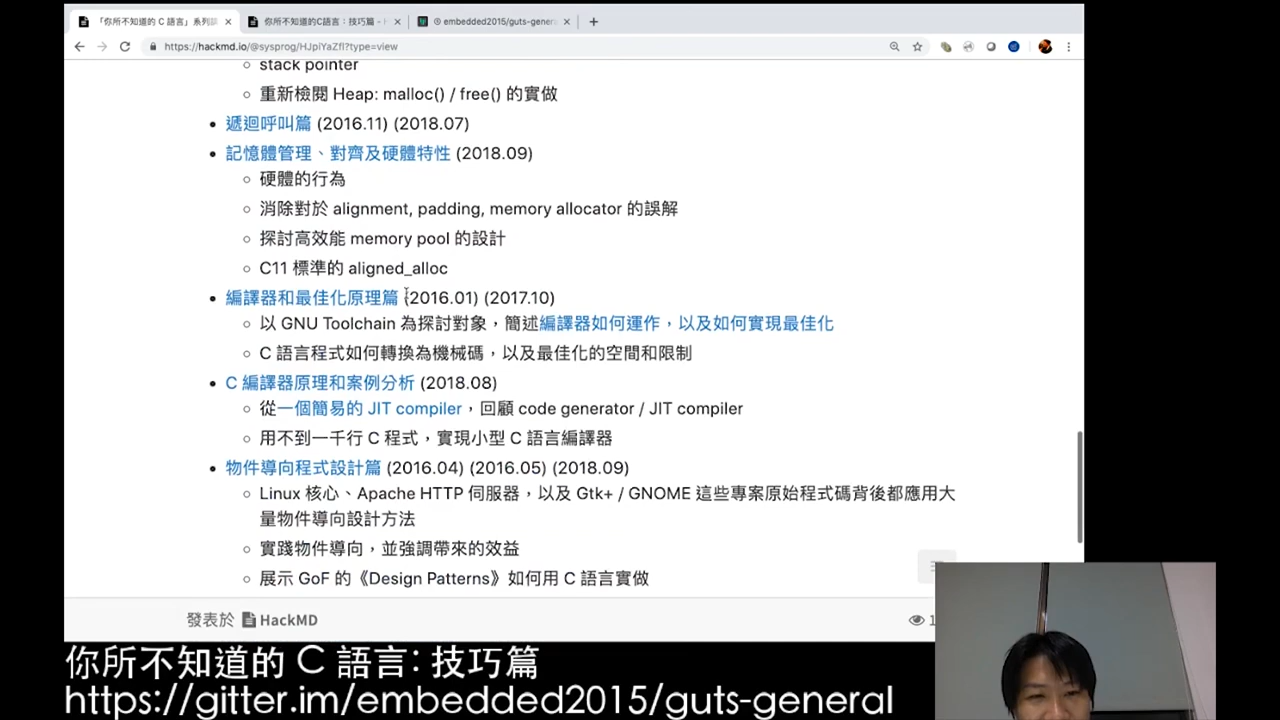 「你所不知道的 C 語言」系列講
你所不知道的C語言：技巧篇 - H
embedded2015/guts-genera
https://hackmd.io/@sysprog/HJpiYaZfl?type=view
stack pointer
重新檢閱 Heap: malloc() / free() 的實做
遞迴呼叫篇 (2016.11) (2018.07)
記憶體管理、對齊及硬體特性 (2018.09)
硬體的行為
消除對於 alignment, padding, memory allocator 的誤解
探討高效能 memory pool 的設計
C11 標準的 aligned_alloc
編譯器和最佳化原理篇 (2016.01) (2017.10)
以 GNU Toolchain 為探討對象，簡述編譯器如何運作，以及如何實現最佳化
C 語言程式如何轉換為機械碼，以及最佳化的空間和限制
C 編譯器原理和案例分析 (2018.08)
從一個簡易的 JIT compiler，回顧 code generator / JIT compiler
用不到一千行 C 程式，實現小型 C 語言編譯器
物件導向程式設計篇 (2016.04) (2016.05) (2018.09)
Linux 核心、Apache HTTP 伺服器，以及 Gtk+ / GNOME 這些專案原始程式碼背後都應用大
量物件導向設計方法
實踐物件導向，並強調帶來的效益
展示 GoF 的《Design Patterns》如何用 C 語言實做
發表於 HackMD
你所不知道的 C 語言: 技巧篇
https://gitter.im/embedded2015/guts-general